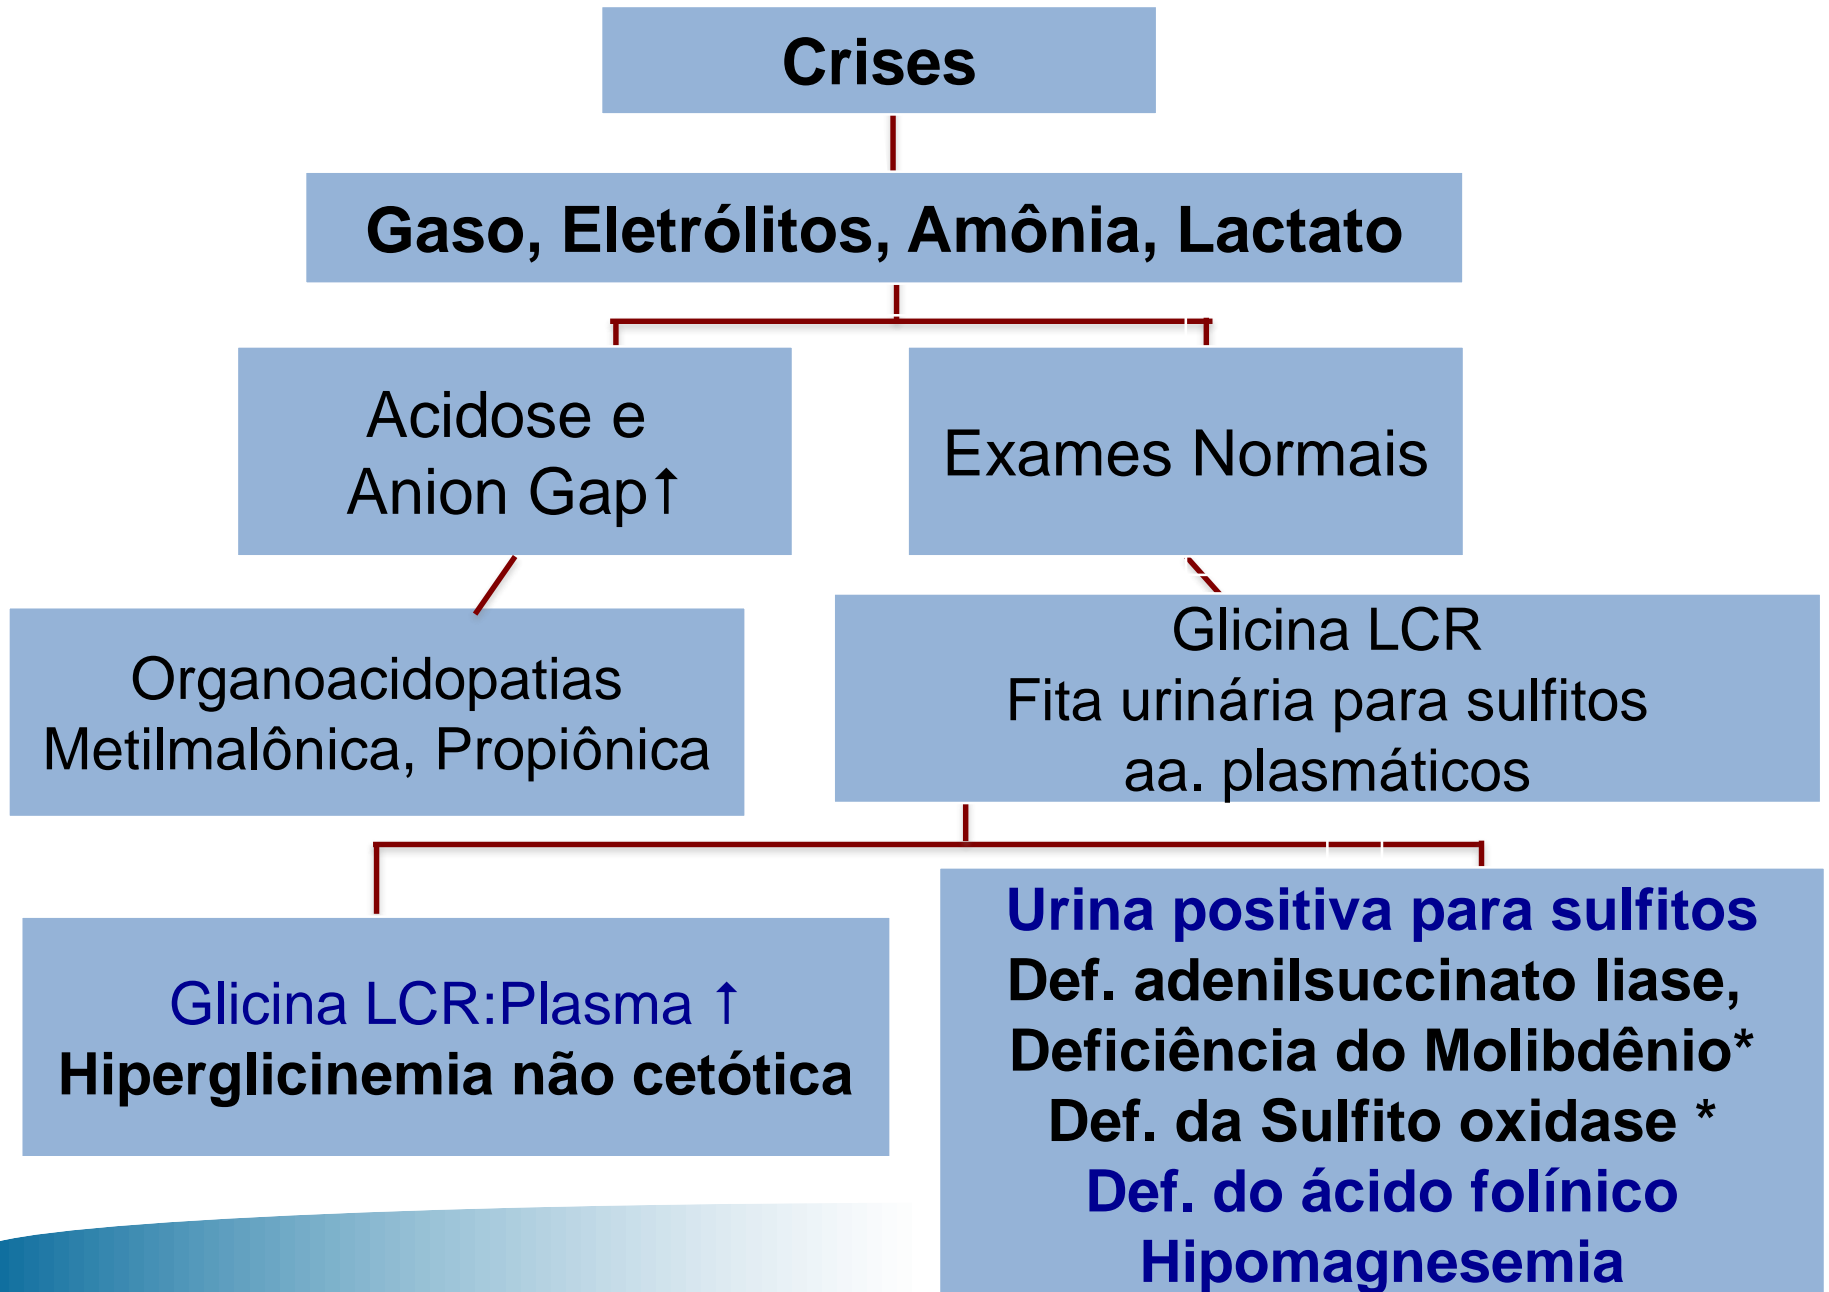 Crises
Gaso, Eletrólitos, Amônia, Lactato
Acidose e
Anion Gap↑
Exames Normais
Organoacidopatias
Metilmalônica, Propiônica
Glicina LCR
Fita urinária para sulfitos
aa. plasmáticos
Glicina LCR:Plasma ↑
Hiperglicinemia não cetótica
Urina positiva para sulfitos
Def. adenilsuccinato liase,
Deficiência do Molibdênio*
Def. da Sulfito oxidase *
Def. do ácido folínico
Hipomagnesemia